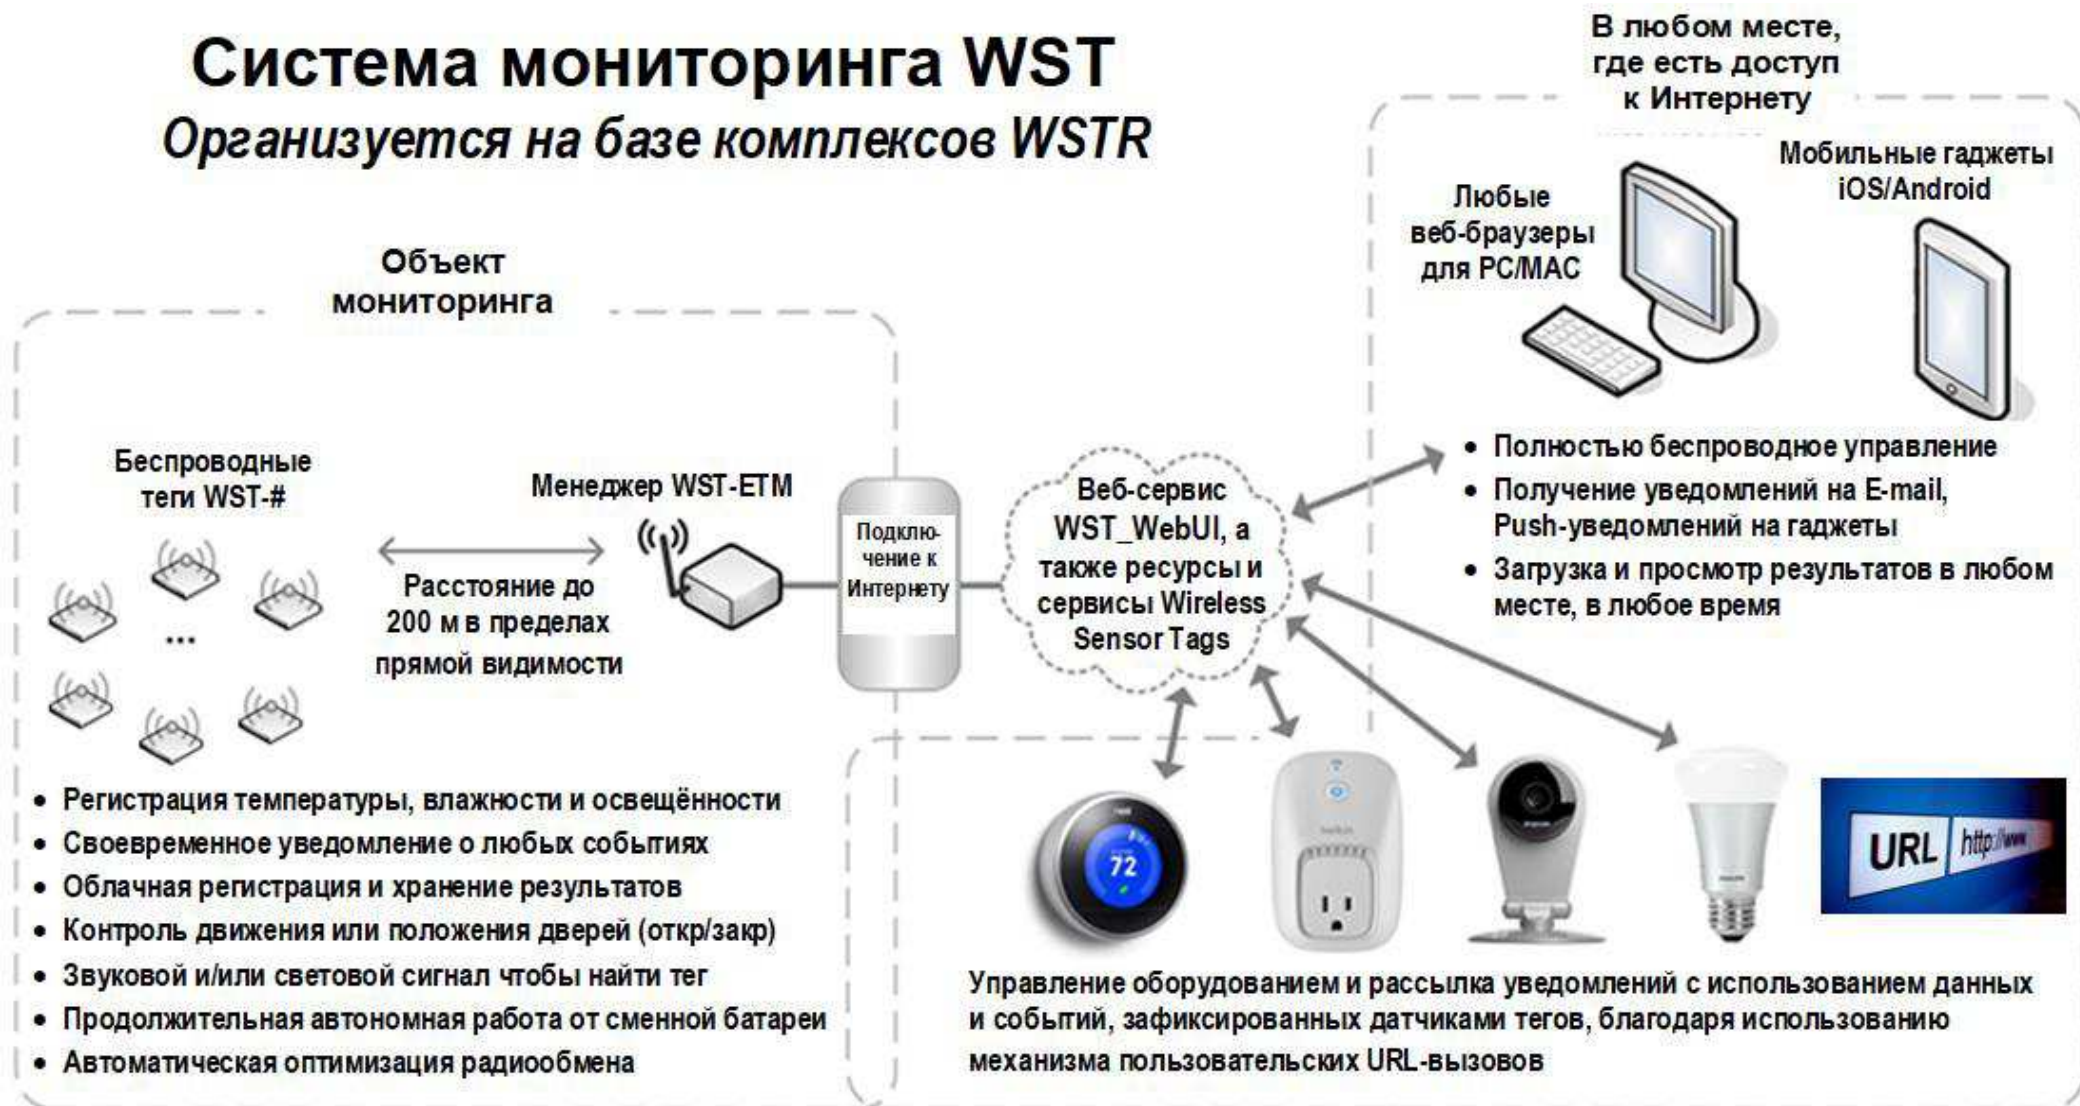 Система мониторинга WST
Организуется на базе комплексов WSTR
В любом месте,
где есть доступ
к Интернету
Мобильные гаджеты
iOS/Android
Любые
веб-браузеры
для PC/MAC
Объект
мониторинга
Беспроводные
теги WST-#
Менеджер WST-ETM
Расстояние до
200 м в пределах
прямой видимости
Подклю-
чение к
Интернету
Веб-сервис
WST_WebUI, а
также ресурсы и
сервисы Wireless
Sensor Tags
• Полностью беспроводное управление
• Получение уведомлений на E-mail,
Push-уведомлений на гаджеты
• Загрузка и просмотр результатов в любом
месте, в любое время
• Регистрация температуры, влажности и освещённости
• Своевременное уведомление о любых событиях
• Облачная регистрация и хранение результатов
• Контроль движения или положения дверей (откр/закр)
• Звуковой и/или световой сигнал чтобы найти тег
• Продолжительная автономная работа от сменной батареи
• Автоматическая оптимизация радиообмена
72
URL http://www
Управление оборудованием и рассылка уведомлений с использованием данных
и событий, зафиксированных датчиками тегов, благодаря использованию
механизма пользовательских URL-вызовов